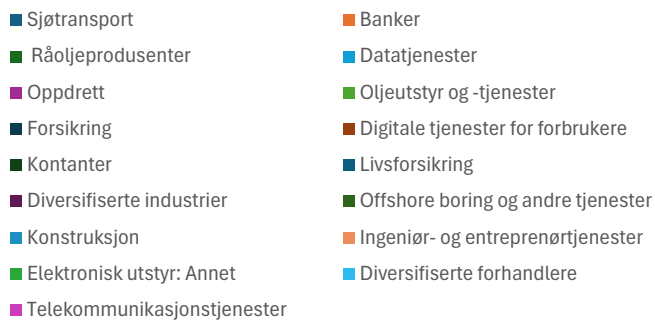 Sjøtransport
Banker
Råoljeprodusenter
Datatjenester
Oppdrett
Oljeutstyr og -tjenester
Forsikring
Digitale tjenester for forbrukere
Kontanter
Livsforsikring
Diversifiserte industrier
Offshore boring og andre tjenester
Konstruksjon
Ingeniør- og entreprenørtjenester
Elektronisk utstyr: Annet
Diversifiserte forhandlere
Telekommunikasjonstjenester